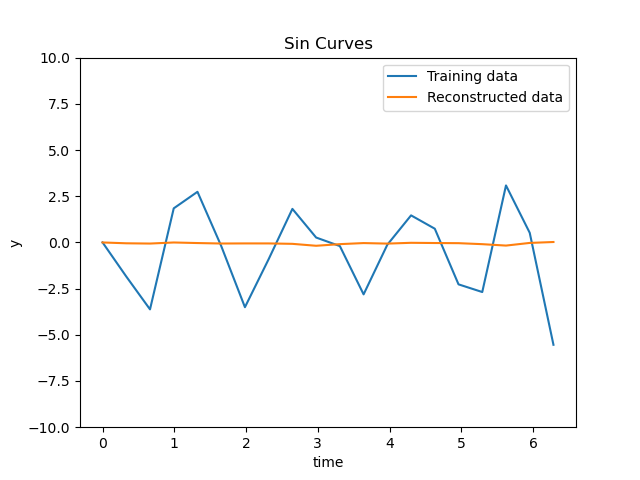 Sin Curves
Training data
Reconstructed data
10.0
7.5
5.0
2.5
0.0
−2.5
−5.0
−7.5
−10.0
y
0 1 2 3 4 5 6
time